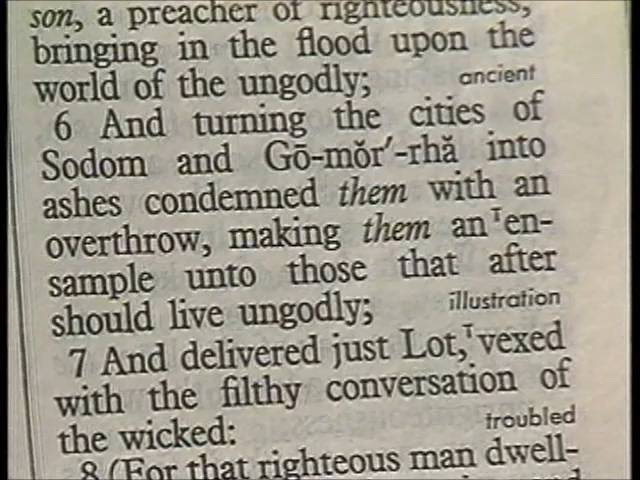 son, a preacher of righteousness,
bringing in the flood upon the
world of the ungodly; ancient
6 And turning the cities of
Sodom and Gō-mŏr′-rhă into
ashes condemned them with an
overthrow, making them an ᵀen-
sample unto those that after
should live ungodly; illustration
7 And delivered just Lot,ᵀ vexed
with the filthy conversation of
the wicked: troubled
8 (For that righteous man dwell-